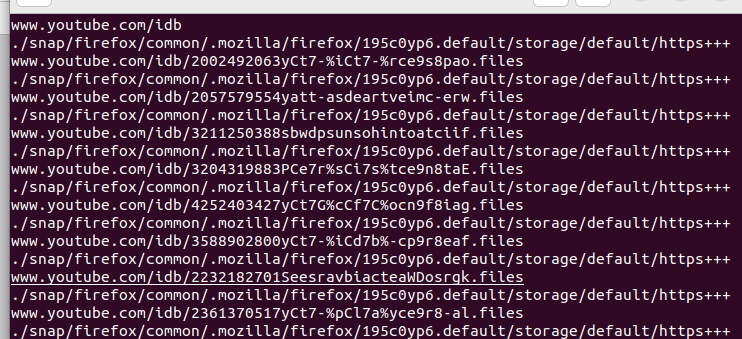 www.youtube.com/idb
./snap/firefox/common/.mozilla/firefox/195c0yp6.default/storage/default/https+++
www.youtube.com/idb/2002492063yCt7-%iCt7-%rce9s8pao.files
./snap/firefox/common/.mozilla/firefox/195c0yp6.default/storage/default/https+++
www.youtube.com/idb/2057579554yatt-asdeartveimc-erw.files
./snap/firefox/common/.mozilla/firefox/195c0yp6.default/storage/default/https+++
www.youtube.com/idb/3211250388sbwdpsunsohintoatciif.files
./snap/firefox/common/.mozilla/firefox/195c0yp6.default/storage/default/https+++
www.youtube.com/idb/3204319883PCe7r%sCi7s%tce9n8taE.files
./snap/firefox/common/.mozilla/firefox/195c0yp6.default/storage/default/https+++
www.youtube.com/idb/4252403427yCt7G%cCf7C%ocn9f8iag.files
./snap/firefox/common/.mozilla/firefox/195c0yp6.default/storage/default/https+++
www.youtube.com/idb/3588902800yCt7-%iCd7b%-cp9r8eaf.files
./snap/firefox/common/.mozilla/firefox/195c0yp6.default/storage/default/https+++
www.youtube.com/idb/2232182701SeesravbiacteaWDosrgk.files
./snap/firefox/common/.mozilla/firefox/195c0yp6.default/storage/default/https+++
www.youtube.com/idb/2361370517yCt7-%pCl7a%yce9r8-al.files
./snap/firefox/common/.mozilla/firefox/195c0yp6.default/storage/default/https+++